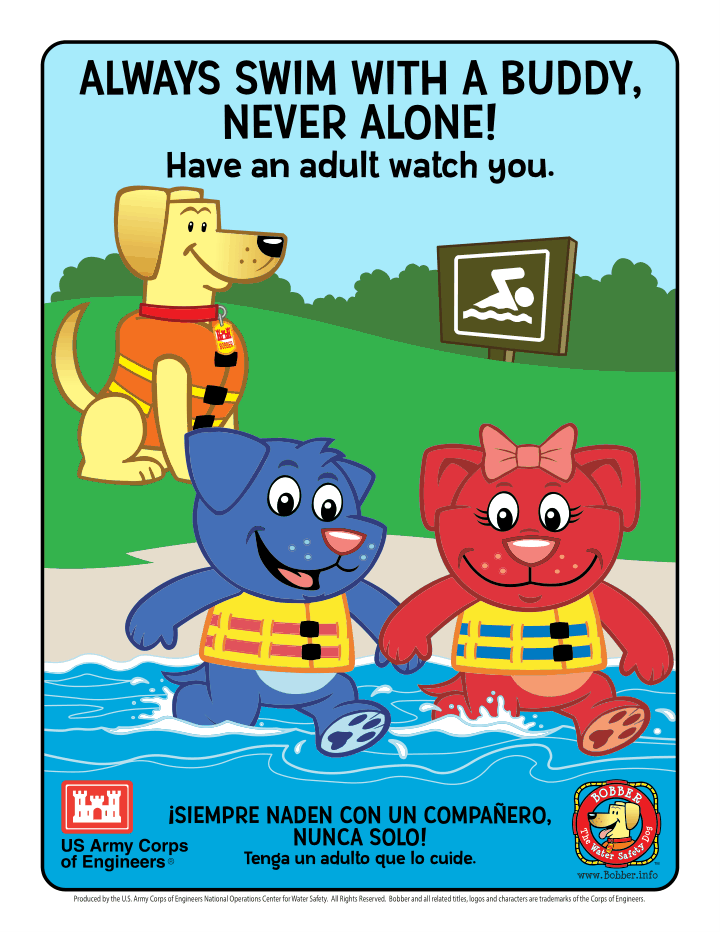 ALWAYS SWIM WITH A BUDDY,
NEVER ALONE!
Have an adult watch you.
¡SIEMPRE NADEN CON UN COMPAÑERO,
NUNCA SOLO!
Tenga un adulto que lo cuide.
US Army Corps
of Engineers®
BOBBER
The Water Safety Dog
™
www.Bobber.info
Produced by the U.S. Army Corps of Engineers National Operations Center for Water Safety. All Rights Reserved. Bobber and all related titles, logos and characters are trademarks of the Corps of Engineers.